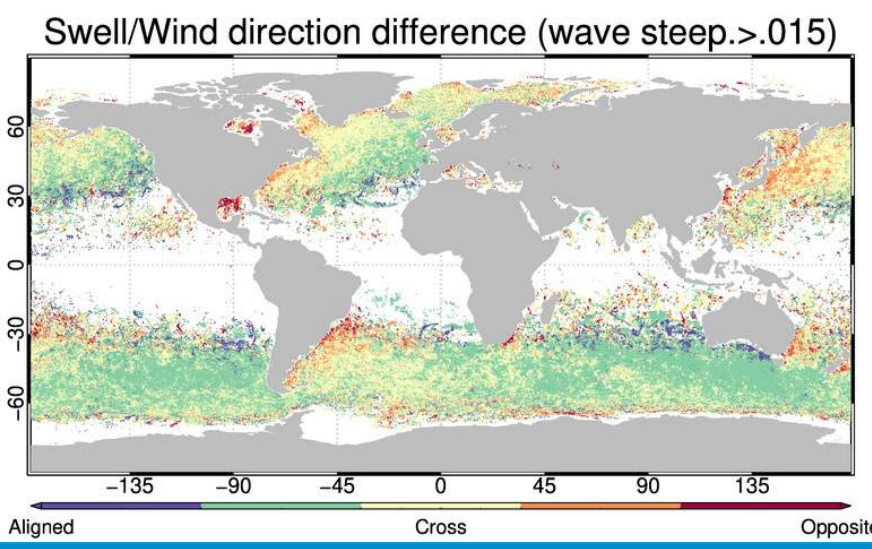 Swell/Wind direction difference (wave steep.>.015)
60
30
0
−30
−60
−135 −90 −45 0 45 90 135
Aligned Cross Opposite